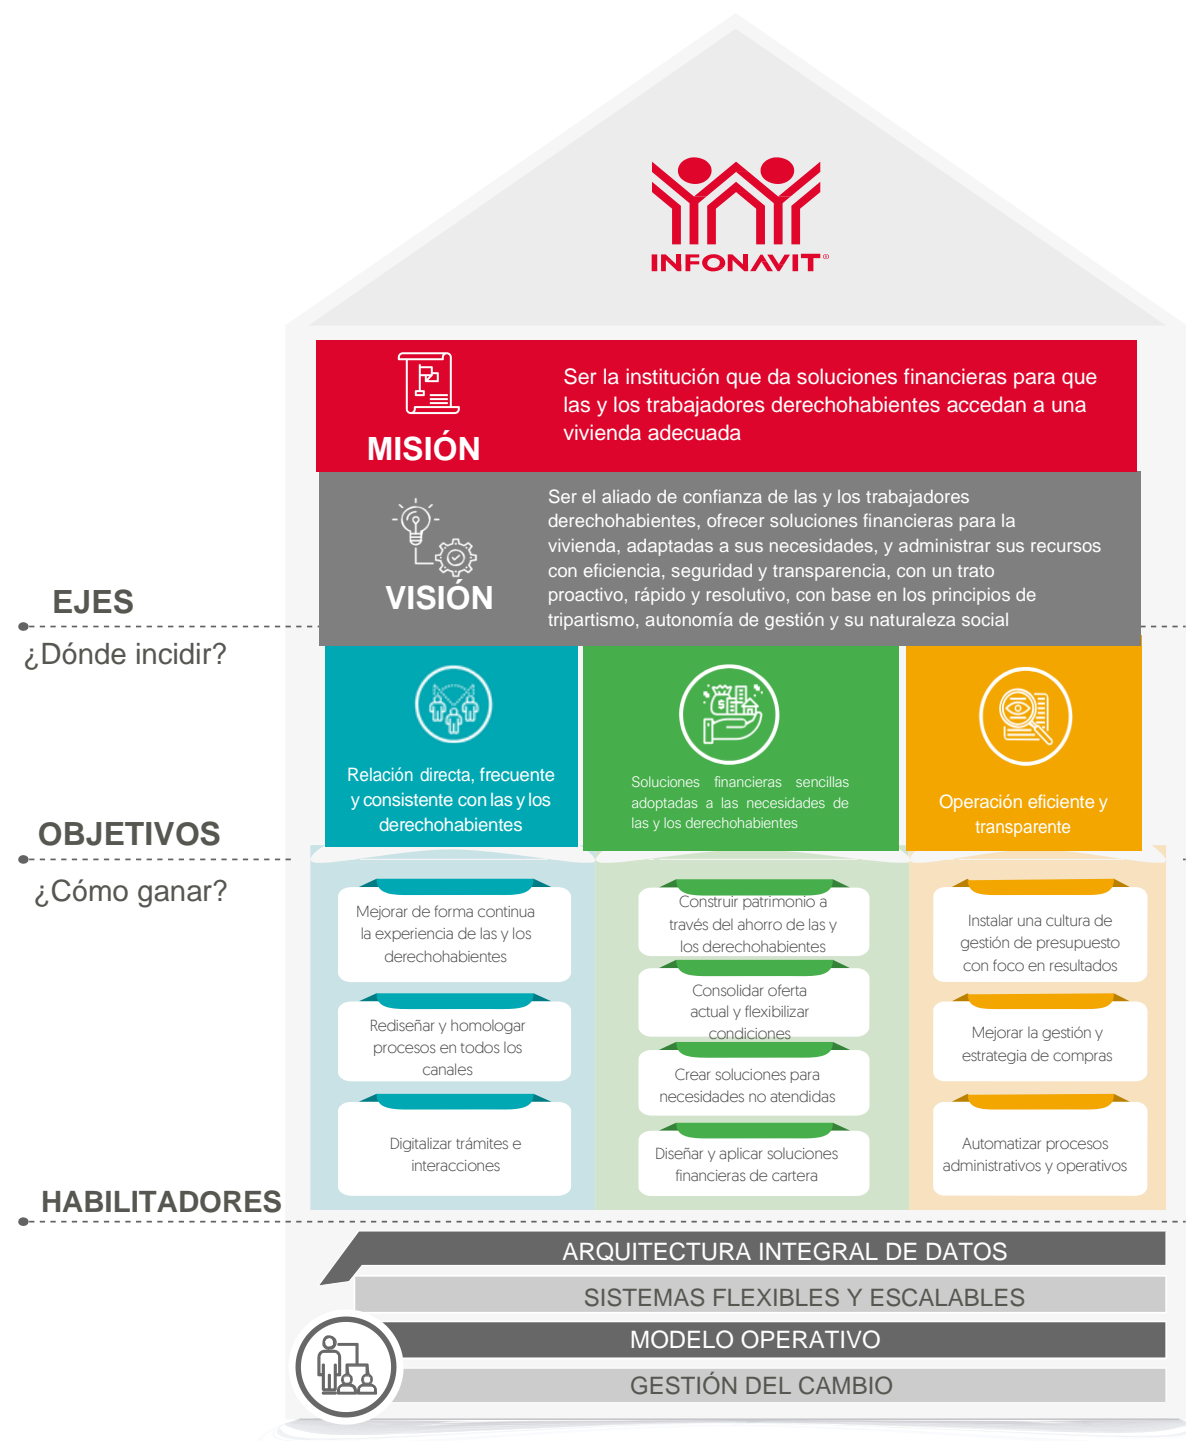 INFONAVIT®
MISIÓN
Ser la institución que da soluciones financieras para que
las y los trabajadores derechohabientes accedan a una
vivienda adecuada
VISIÓN
Ser el aliado de confianza de las y los trabajadores
derechohabientes, ofrecer soluciones financieras para la
vivienda, adaptadas a sus necesidades, y administrar sus recursos
con eficiencia, seguridad y transparencia, con un trato
proactivo, rápido y resolutivo, con base en los principios de
tripartismo, autonomía de gestión y su naturaleza social
EJES
¿Dónde incidir?
Relación directa, frecuente
y consistente con las y los
derechohabientes
Soluciones financieras sencillas
adoptadas a las necesidades de
las y los derechohabientes
Operación eficiente y
transparente
OBJETIVOS
¿Cómo ganar?
Mejorar de forma continua
la experiencia de las y los
derechohabientes
Rediseñar y homologar
procesos en todos los
canales
Digitalizar trámites e
interacciones
Construir patrimonio a
través del ahorro de las y
los derechohabientes
Consolidar oferta
actual y flexibilizar
condiciones
Crear soluciones para
necesidades no atendidas
Diseñar y aplicar soluciones
financieras de cartera
Instalar una cultura de
gestión de presupuesto
con foco en resultados
Mejorar la gestión y
estrategia de compras
Automatizar procesos
administrativos y operativos
HABILITADORES
ARQUITECTURA INTEGRAL DE DATOS
SISTEMAS FLEXIBLES Y ESCALABLES
MODELO OPERATIVO
GESTIÓN DEL CAMBIO